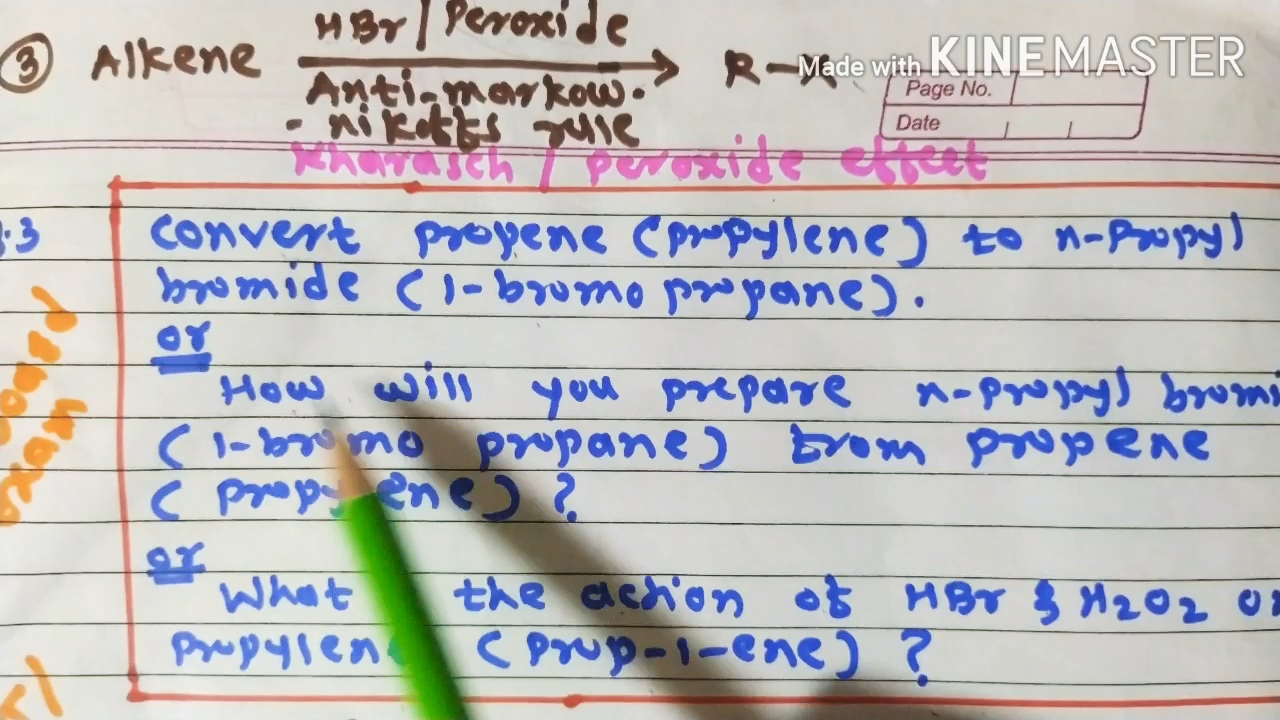 HBr / Peroxide
③ Alkene → R-X
Anti-markow-
-nikoffs rule
Made with KINEMASTER
Page No.
Date
Kharasch / peroxide effect
convert propene (propylene) to n-Propyl
bromide (1-bromo propane).
or
How will you prepare n-propyl bromi
(1-bromo propane) from propene
(propylene) ?
or
What the action of HBr & H2O2 on
propylene (prop-1-ene) ?
board
exam